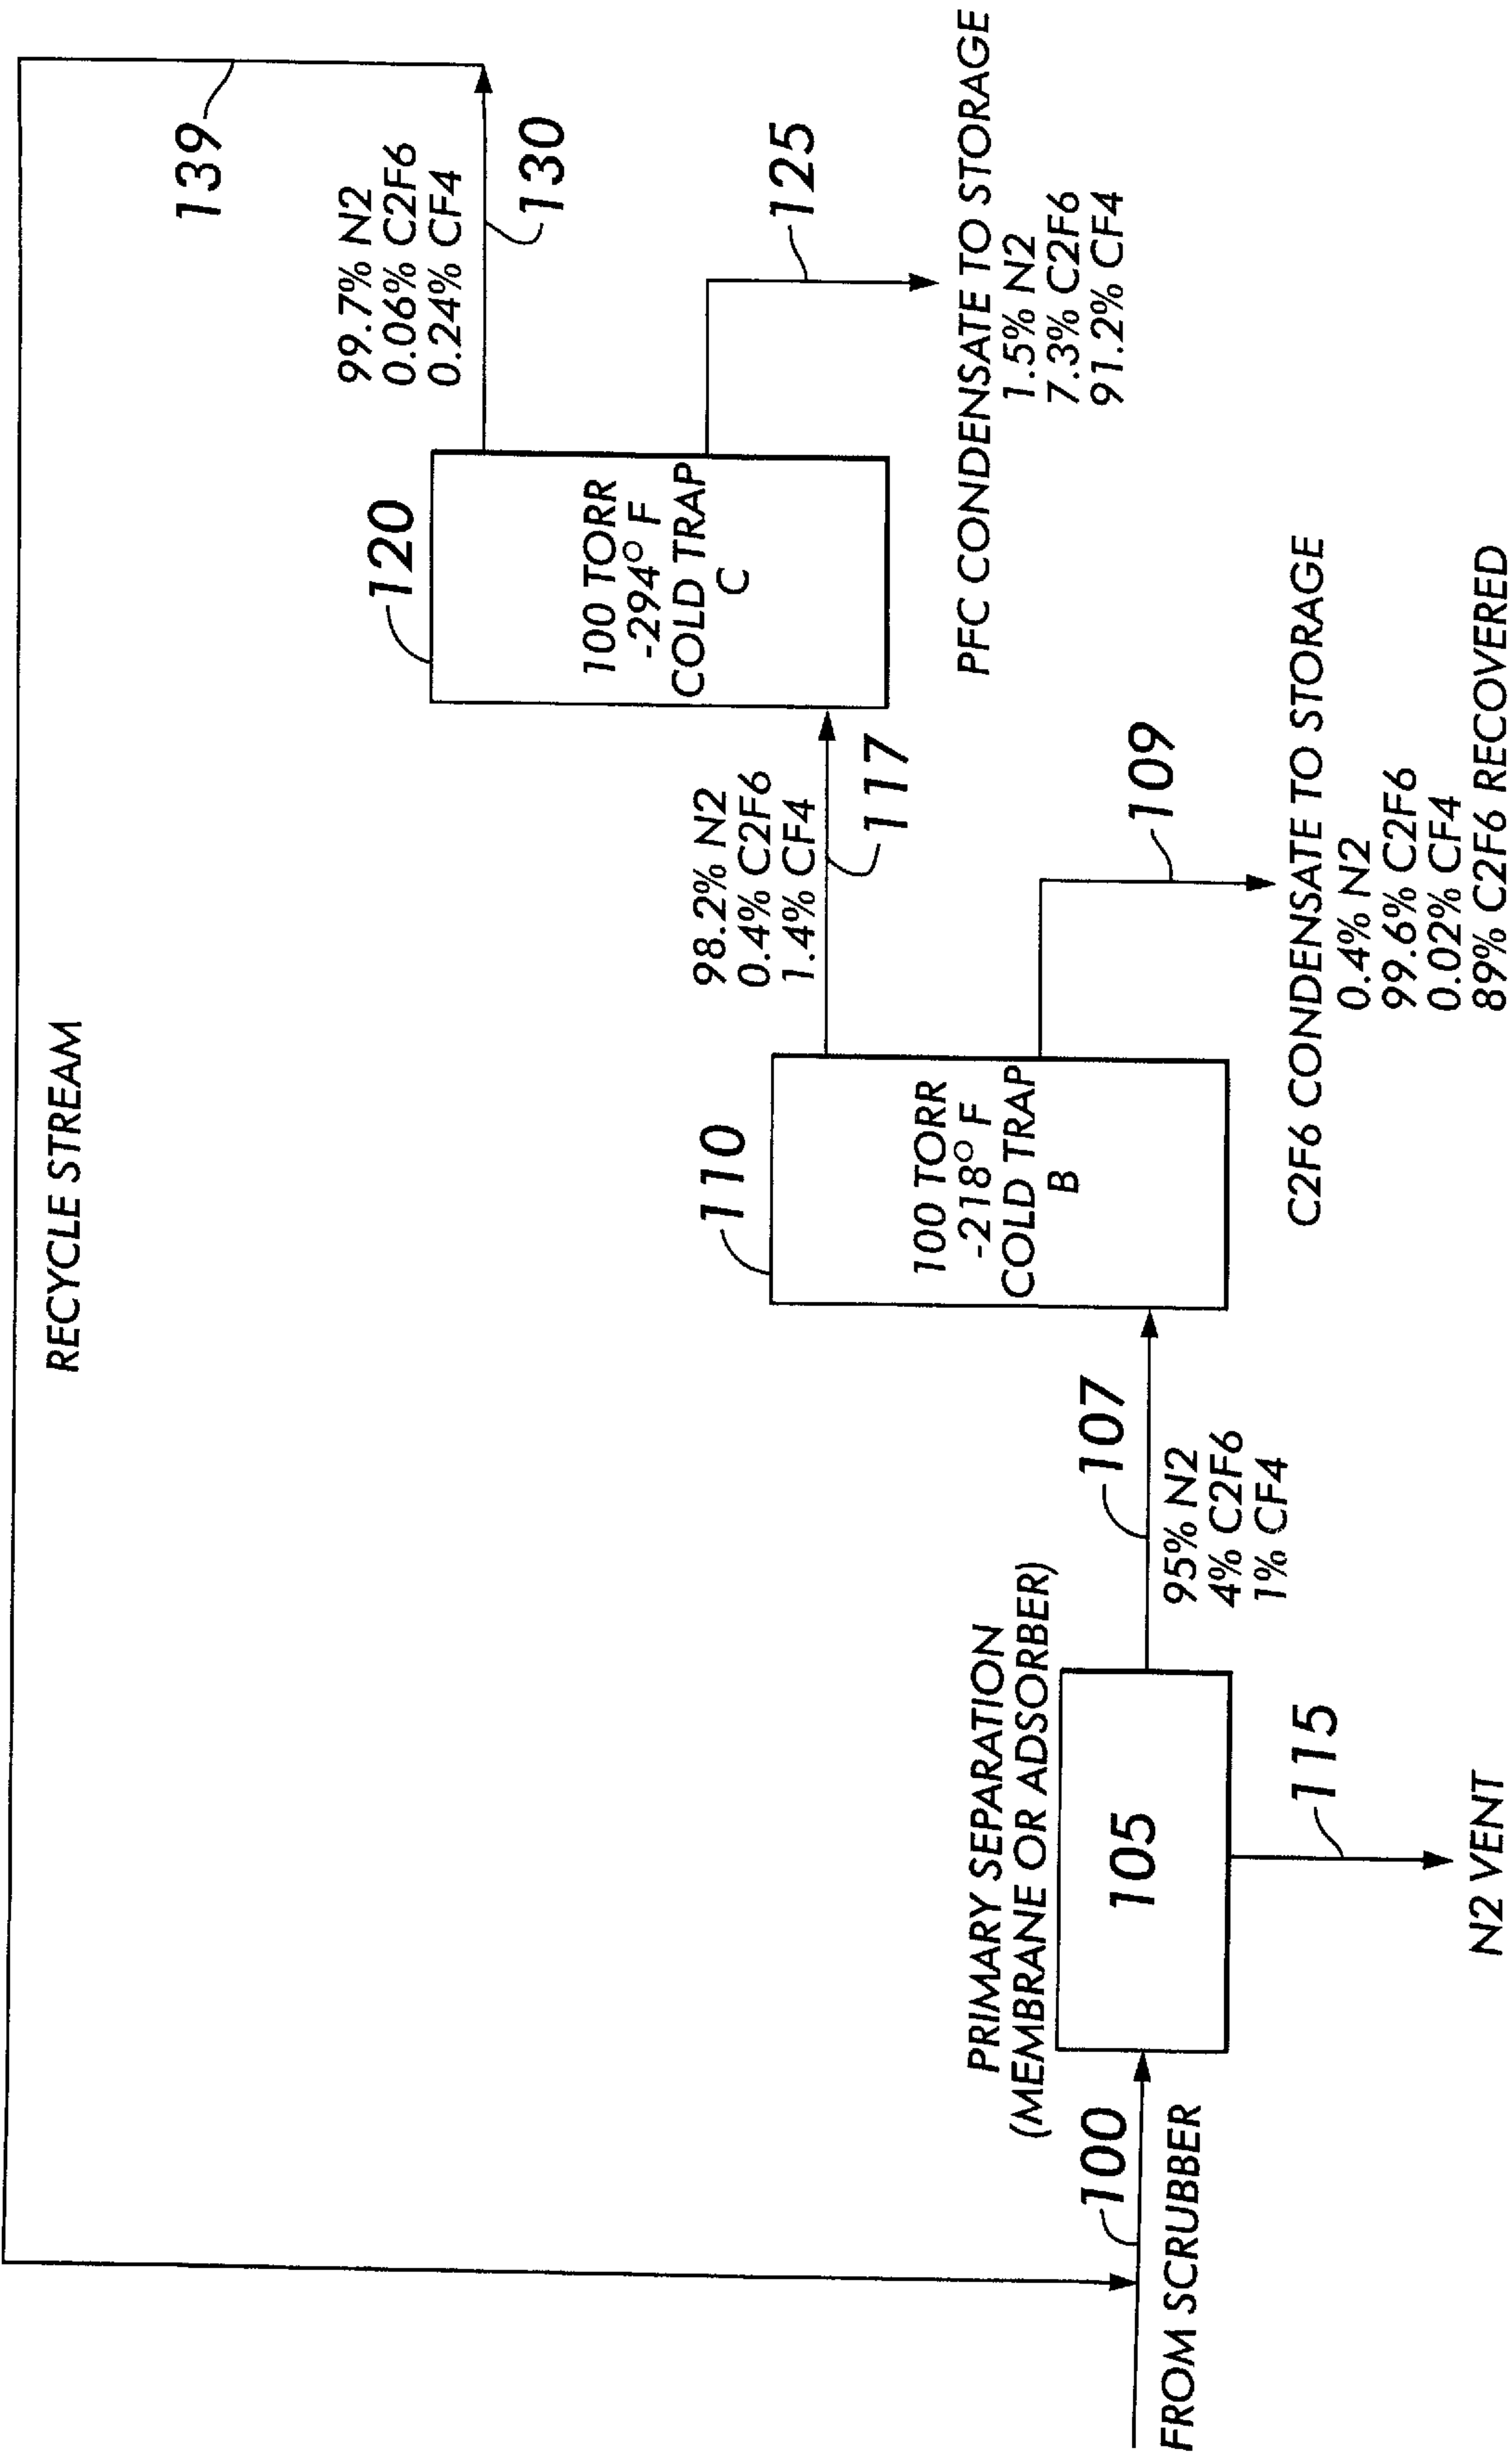 RECYCLE STREAM
139
99.7% N2
0.06% C2F6
0.24% CF4
130
120
100 TORR
-294° F
COLD TRAP
C
125
PFC CONDENSATE TO STORAGE
1.5% N2
7.3% C2F6
91.2% CF4
98.2% N2
0.4% C2F6
1.4% CF4
117
110
100 TORR
-218° F
COLD TRAP
B
109
C2F6 CONDENSATE TO STORAGE
0.4% N2
99.6% C2F6
0.02% CF4
89% C2F6 RECOVERED
107
95% N2
4% C2F6
1% CF4
PRIMARY SEPARATION
(MEMBRANE OR ADSORBER)
105
115
N2 VENT
100
FROM SCRUBBER